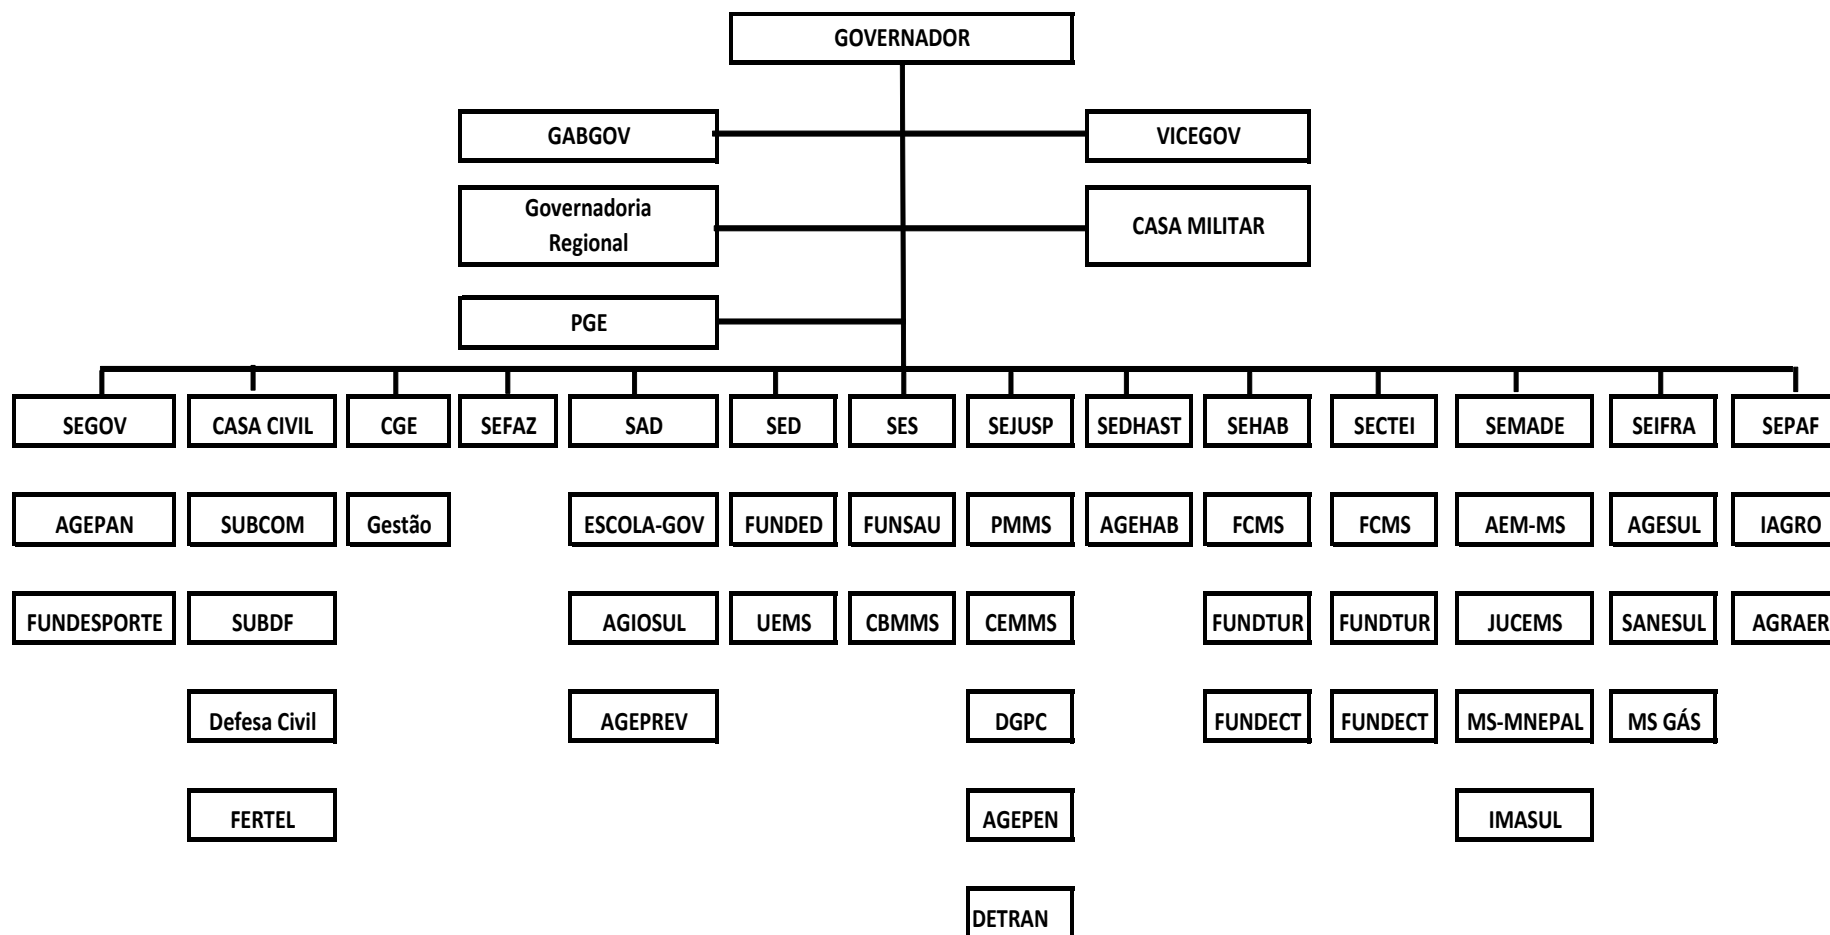 GOVERNADOR
GABGOV
VICEGOV
Governadoria
Regional
CASA MILITAR
PGE
SEGOV
CASA CIVIL
CGE
SEFAZ
SAD
SED
SES
SEJUSP
SEDHAST
SEHAB
SECTEI
SEMADE
SEIFRA
SEPAF
AGEPAN
SUBCOM
Gestão
ESCOLA-GOV
FUNDED
FUNSAU
PMMS
AGEHAB
FCMS
FCMS
AEM-MS
AGESUL
IAGRO
FUNDESPORTE
SUBDF
AGIOSUL
UEMS
CBMMS
CEMMS
FUNDTUR
FUNDTUR
JUCEMS
SANESUL
AGRAER
Defesa Civil
AGEPREV
DGPC
FUNDECT
FUNDECT
MS-MNEPAL
MS GÁS
FERTEL
AGEPEN
IMASUL
DETRAN